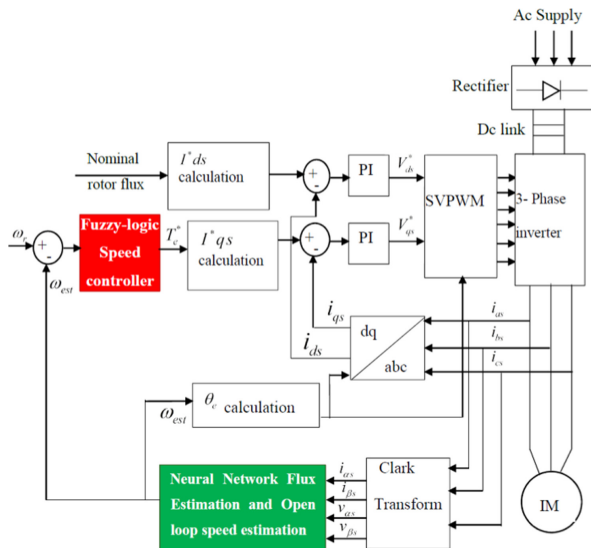 Ac Supply
Rectifier
Dc link
Nominal
rotor flux
I*ds
calculation
+
-
PI
V*ds
SVPWM
3- Phase
inverter
ωr
+
-
ωest
Fuzzy-logic
Speed
controller
Te*
I*qs
calculation
+
-
PI
V*qs
iqs
ids
dq
abc
ias
ibs
ics
ωest
θe calculation
Neural Network Flux
Estimation and Open
loop speed estimation
iαs
iβs
vαs
vβs
Clark
Transform
IM